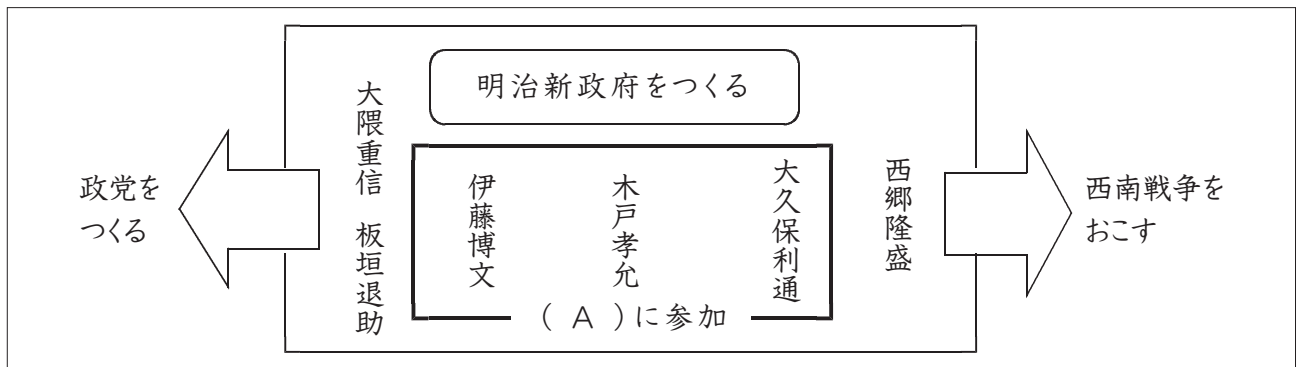 明治新政府をつくる
大隈重信 板垣退助
伊藤博文
木戸孝允
大久保利通
(A)に参加
西郷隆盛
政党を
つくる
西南戦争を
おこす